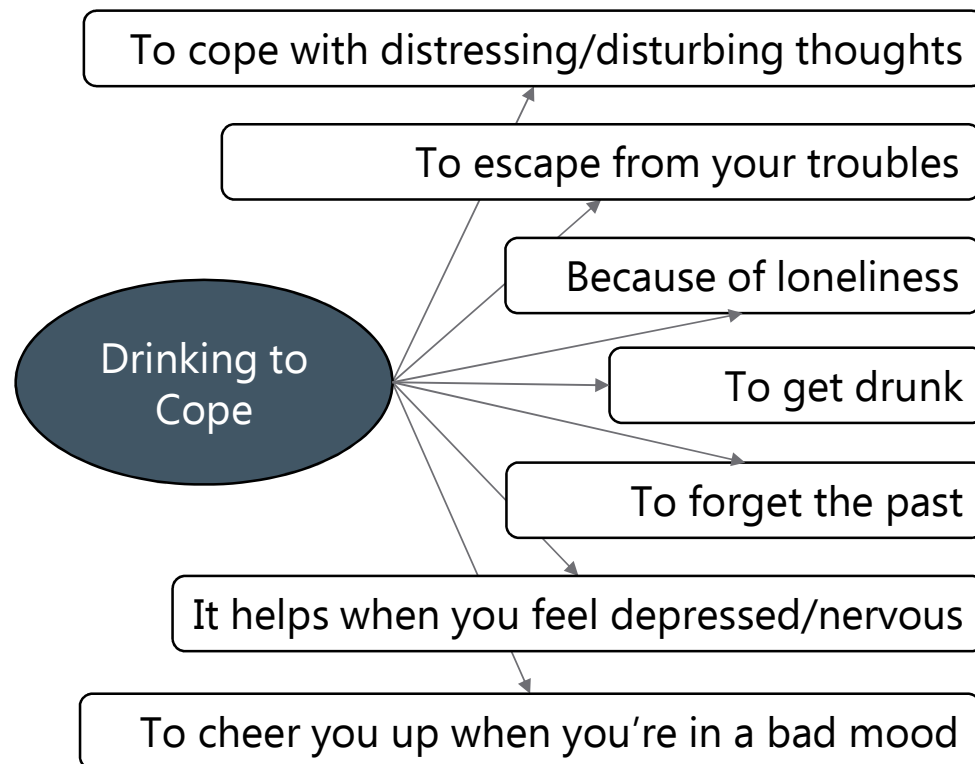 To cope with distressing/disturbing thoughts
To escape from your troubles
Because of loneliness
Drinking to
Cope
To get drunk
To forget the past
It helps when you feel depressed/nervous
To cheer you up when you’re in a bad mood